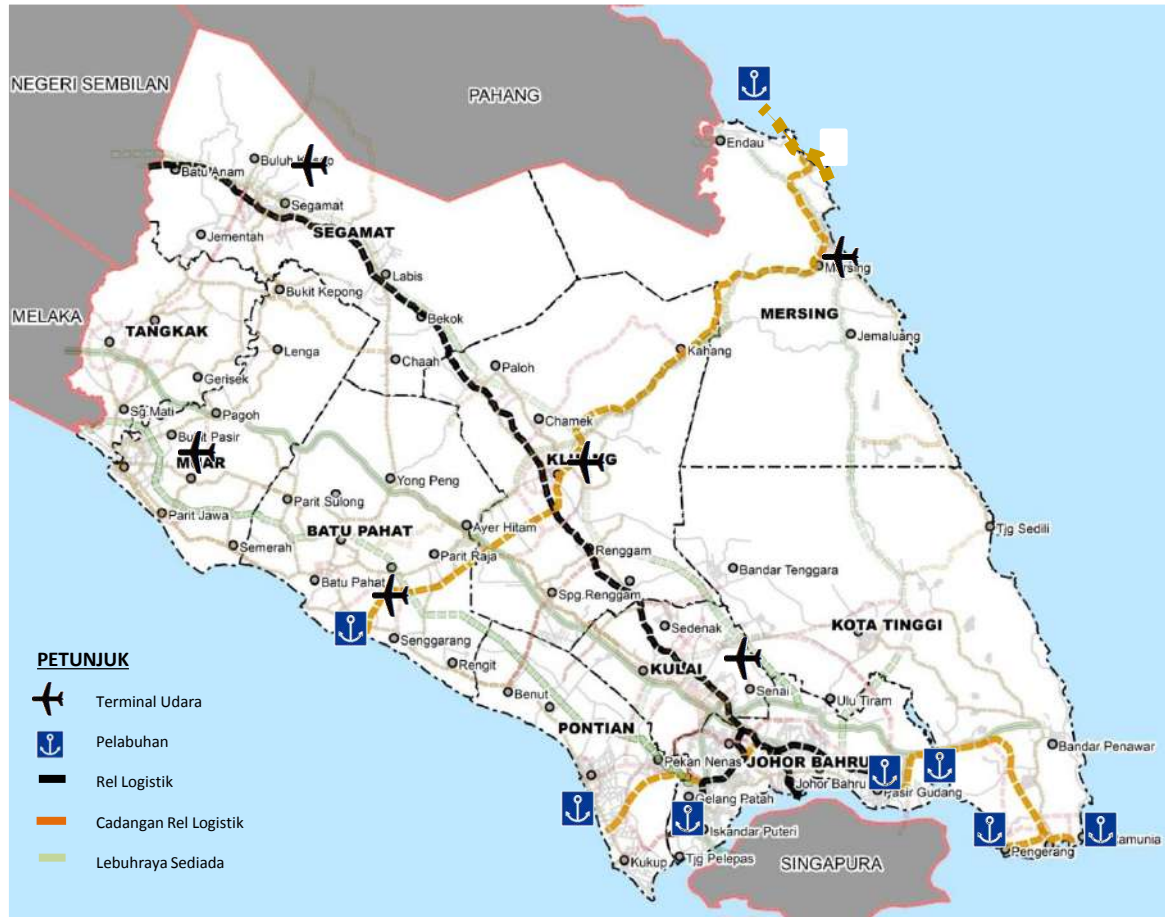 NEGERI SEMBILAN
PAHANG
Endau
Batu Anam
Segamat
SEGAMAT
Jementah
Labis
Mersing
Bukit Kepong
MELAKA
TANGKAK
Bekok
MERSING
Jemaluang
Lenga
Chaah
Paloh
Kahang
Gerisek
Sg.Mati
Pagoh
Chamek
Bukit Pasir
Yong Peng
Parit Sulong
Parit Jawa
BATU PAHAT
Ayer Hitam
Tjg Sedili
Semerah
Parit Raja
Renggam
Batu Pahat
Bandar Tenggara
Spg.Renggam
Senggarang
Sedenak
KOTA TINGGI
Rengit
KULAI
Benut
Senai
Ulu Tiram
PONTIAN
Pekan Nenas
JOHOR BAHRU
Bandar Penawar
Johor Bahru
Pasir Gudang
Gelang Patah
Iskandar Puteri
Pengerang
Kukup
Tjg Pelepas
SINGAPURA
PETUNJUK
Terminal Udara
Pelabuhan
Rel Logistik
Cadangan Rel Logistik
Lebuhraya Sediada